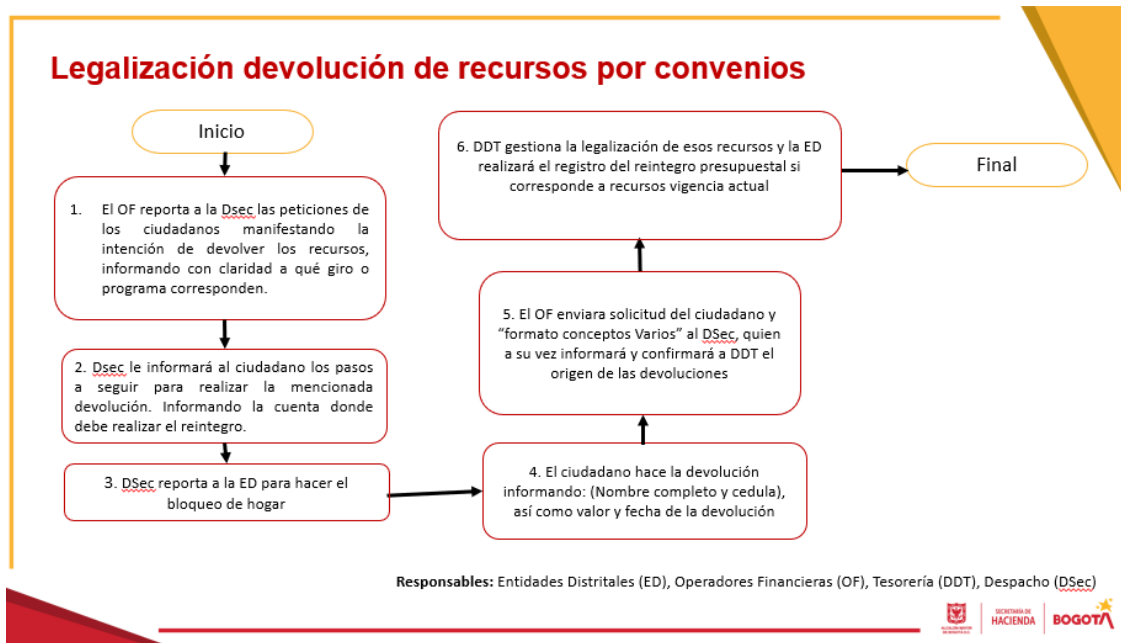 Legalización devolución de recursos por convenios
Inicio
1. El OF reporta a la Dsec las peticiones de
los ciudadanos manifestando la
intención de devolver los recursos,
informando con claridad a qué giro o
programa corresponden.
2. Dsec le informará al ciudadano los pasos
a seguir para realizar la mencionada
devolución. Informando la cuenta donde
debe realizar el reintegro.
3. DSec reporta a la ED para hacer el
bloqueo de hogar
4. El ciudadano hace la devolución
informando: (Nombre completo y cedula),
así como valor y fecha de la devolución
5. El OF enviara solicitud del ciudadano y
“formato conceptos Varios” al DSec, quien
a su vez informará y confirmará a DDT el
origen de las devoluciones
6. DDT gestiona la legalización de esos recursos y la ED
realizará el registro del reintegro presupuestal si
corresponde a recursos vigencia actual
Final
Responsables: Entidades Distritales (ED), Operadores Financieras (OF), Tesorería (DDT), Despacho (DSec)
ALCALDÍA MAYOR
DE BOGOTÁ D.C.
SECRETARÍA DE
HACIENDA
BOGOTÁ